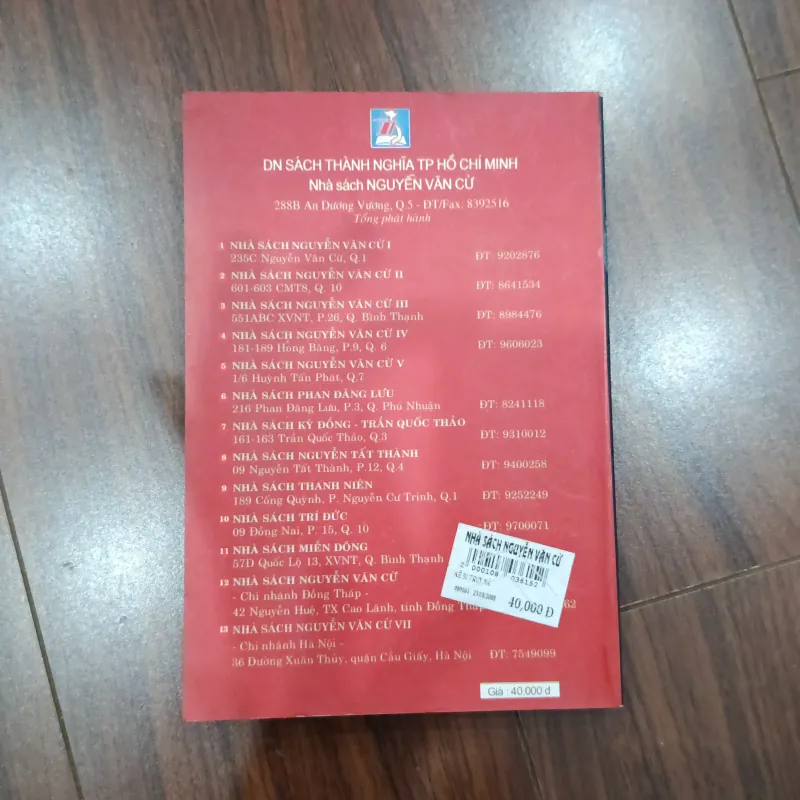 DN SÁCH THÀNH NGHĨA TP HỒ CHÍ MINH
Nhà sách NGUYỄN VĂN CỪ
288B An Dương Vương, Q.5 - ĐT/Fax: 8392516
Tổng phát hành
1 NHÀ SÁCH NGUYỄN VĂN CỪ I
235C Nguyễn Văn Cừ, Q.1 ĐT: 9202876
2 NHÀ SÁCH NGUYỄN VĂN CỪ II
601-603 CMT8, Q. 10 ĐT: 8641534
3 NHÀ SÁCH NGUYỄN VĂN CỪ III
551ABC XVNT, P.26, Q. Bình Thạnh ĐT: 8984476
4 NHÀ SÁCH NGUYỄN VĂN CỪ IV
181-189 Hồng Bàng, P.9, Q. 6 ĐT: 9606023
5 NHÀ SÁCH NGUYỄN VĂN CỪ V
1/6 Huỳnh Tấn Phát, Q.7
6 NHÀ SÁCH PHAN ĐĂNG LƯU
216 Phan Đăng Lưu, P.3, Q. Phú Nhuận ĐT: 8241118
7 NHÀ SÁCH KỲ ĐỒNG - TRẦN QUỐC THẢO
161-163 Trần Quốc Thảo, Q.3 ĐT: 9310012
8 NHÀ SÁCH NGUYỄN TẤT THÀNH
09 Nguyễn Tất Thành, P.12, Q.4 ĐT: 9400258
9 NHÀ SÁCH THANH NIÊN
189 Cống Quỳnh, P. Nguyễn Cư Trinh, Q.1 ĐT: 9252249
10 NHÀ SÁCH TRÍ ĐỨC
09 Đồng Nai, P. 15, Q. 10 ĐT: 9700071
11 NHÀ SÁCH MIỀN ĐÔNG
57D Quốc Lộ 13, XVNT, Q. Bình Thạnh
12 NHÀ SÁCH NGUYỄN VĂN CỪ
- Chi nhánh Đồng Tháp -
42 Nguyễn Huệ, TX Cao Lãnh, tỉnh Đồng Tháp 62
13 NHÀ SÁCH NGUYỄN VĂN CỪ VII
- Chi nhánh Hà Nội -
36 Đường Xuân Thủy, quận Cầu Giấy, Hà Nội ĐT: 7549099
NHÀ SÁCH NGUYỄN VĂN CỪ
2 000108 036152
40,000 Đ
Giá : 40.000 đ